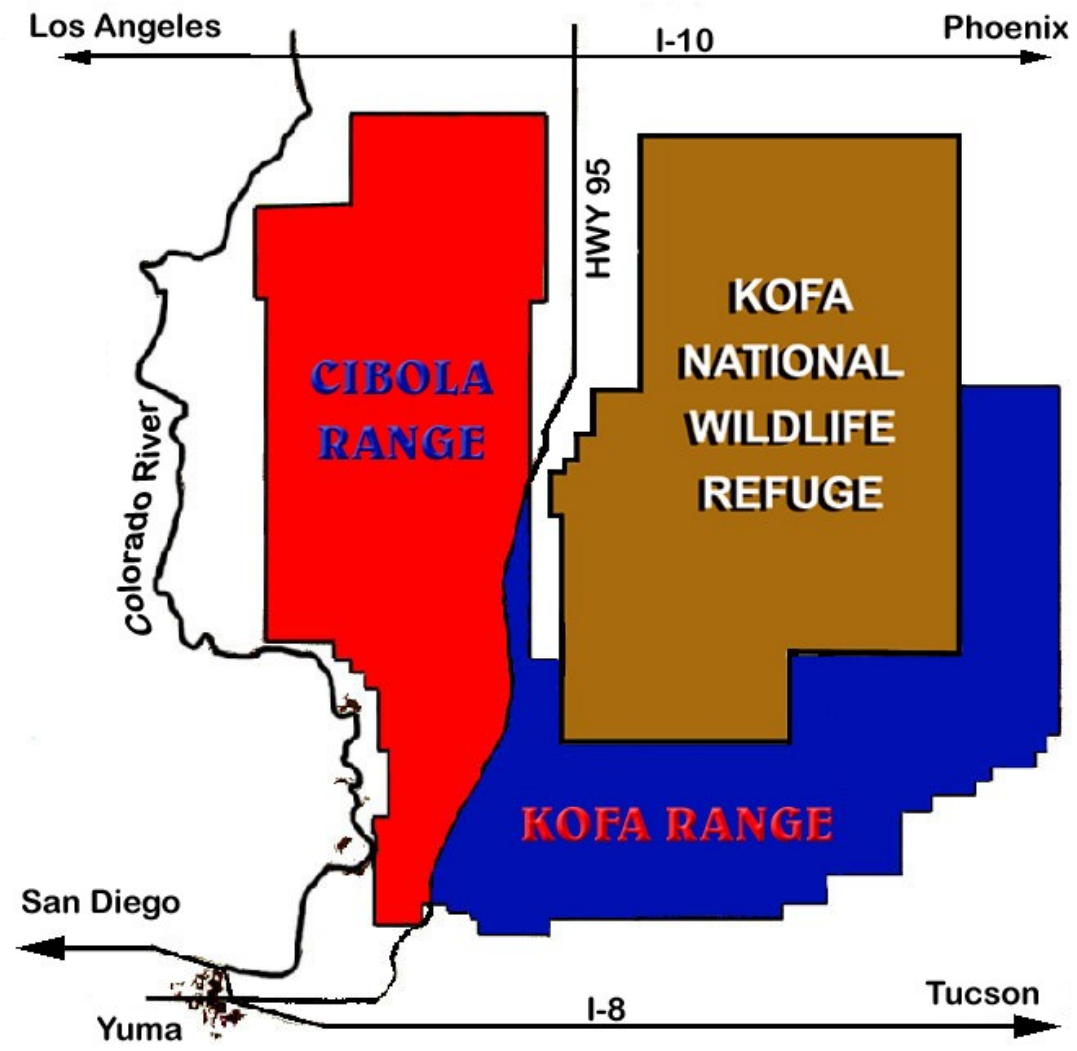 Los Angeles
I-10
Phoenix
HWY 95
KOFA
NATIONAL
WILDLIFE
REFUGE
CIBOLA
RANGE
Colorado River
KOFA RANGE
San Diego
I-8
Tucson
Yuma